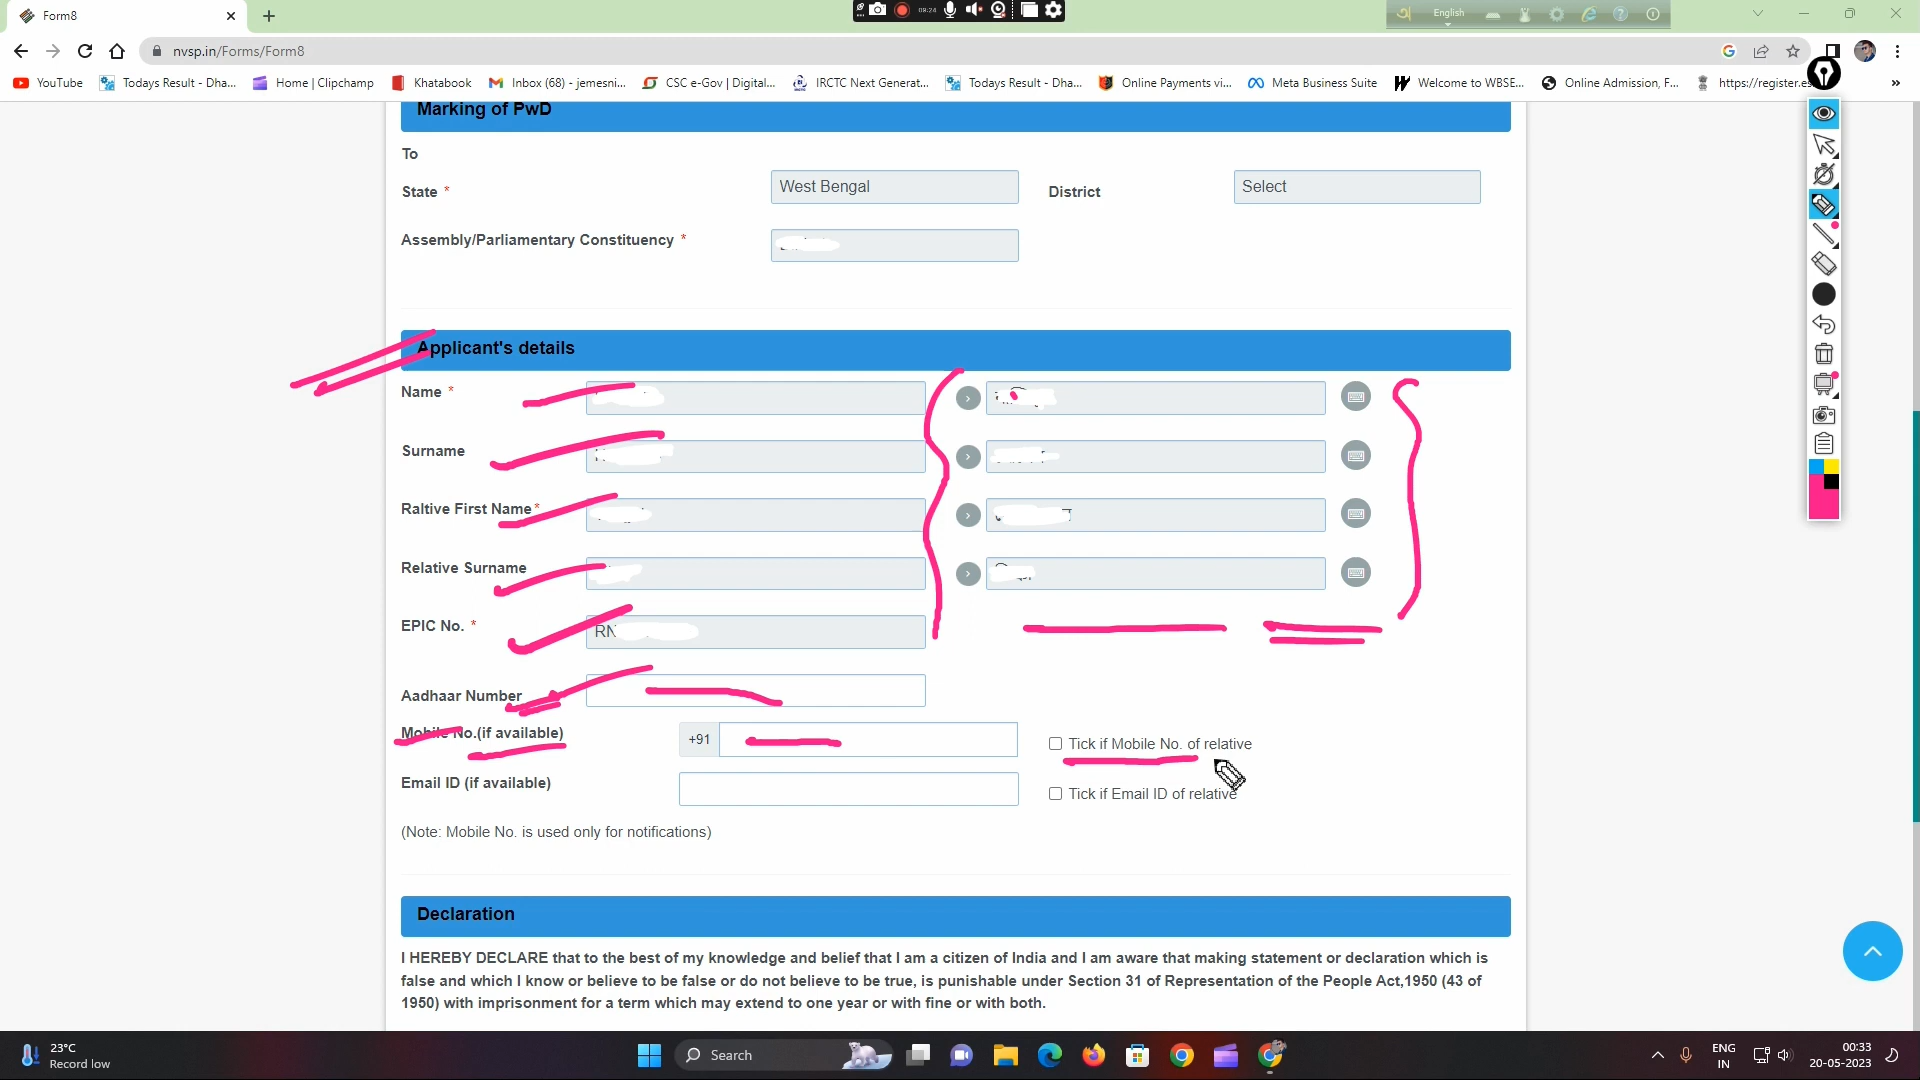 Form8
09:24
English
nvsp.in/Forms/Form8
YouTube
Todays Result - Dha...
Home | Clipchamp
Khatabook
Inbox (68) - jemesni...
CSC e-Gov | Digital...
IRCTC Next Generat...
Todays Result - Dha...
Online Payments vi...
Meta Business Suite
Welcome to WBSE...
Online Admission, F...
https://register.es
»
Marking of PwD
To
State *
West Bengal
District
Select
Assembly/Parliamentary Constituency *
Applicant's details
Name *
Surname
Raltive First Name*
Relative Surname
EPIC No. *
Aadhaar Number
Mobile No.(if available)
+91
Tick if Mobile No. of relative
Email ID (if available)
Tick if Email ID of relative
(Note: Mobile No. is used only for notifications)
Declaration
I HEREBY DECLARE that to the best of my knowledge and belief that I am a citizen of India and I am aware that making statement or declaration which is
false and which I know or believe to be false or do not believe to be true, is punishable under Section 31 of Representation of the People Act,1950 (43 of
1950) with imprisonment for a term which may extend to one year or with fine or with both.
23°C
Record low
Search
ENG
IN
00:33
20-05-2023